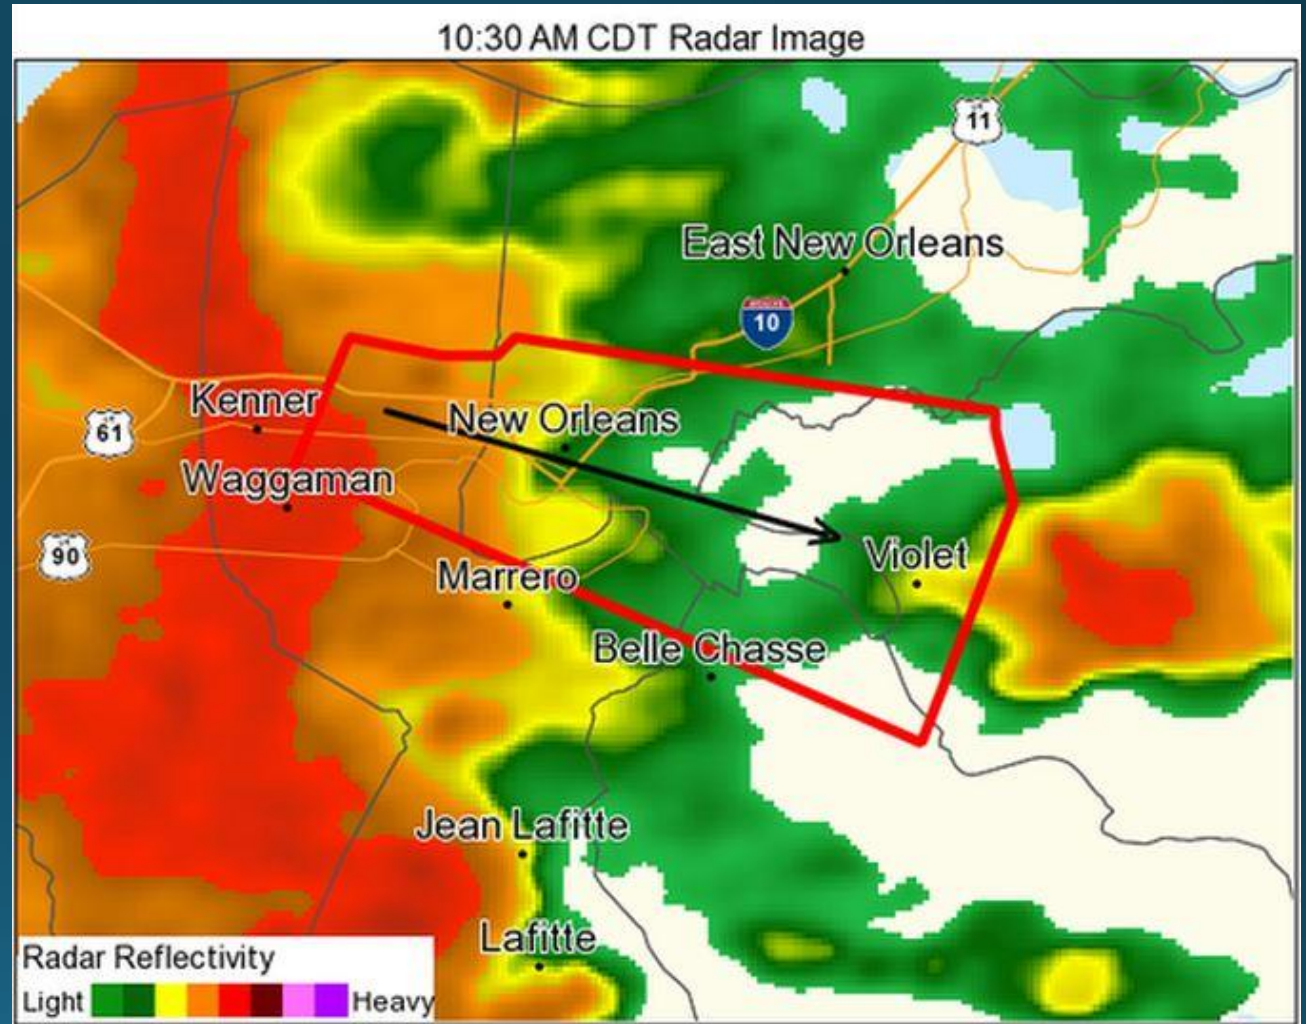 10:30 AM CDT Radar Image
11
East New Orleans
10
Kenner
New Orleans
61
Waggaman
90
Violet
Marrero
Belle Chasse
Jean Lafitte
Lafitte
Radar Reflectivity
Light Heavy